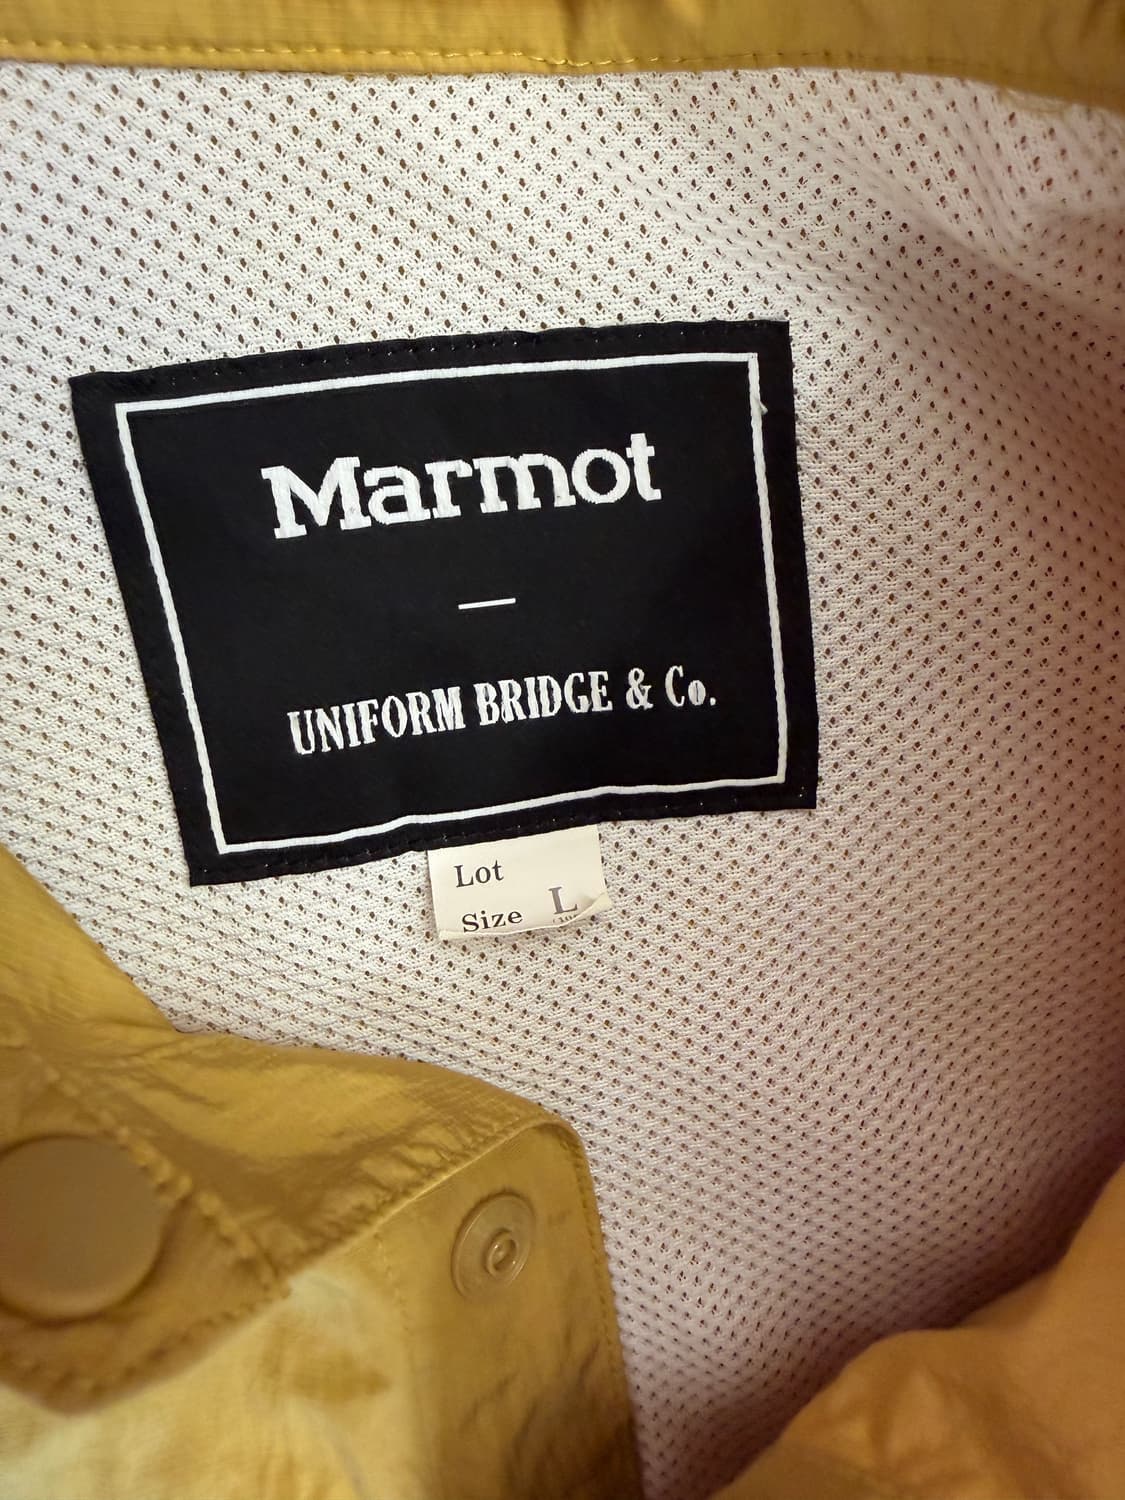 Marmot
—
UNIFORM BRIDGE & Co.
Lot
Size L